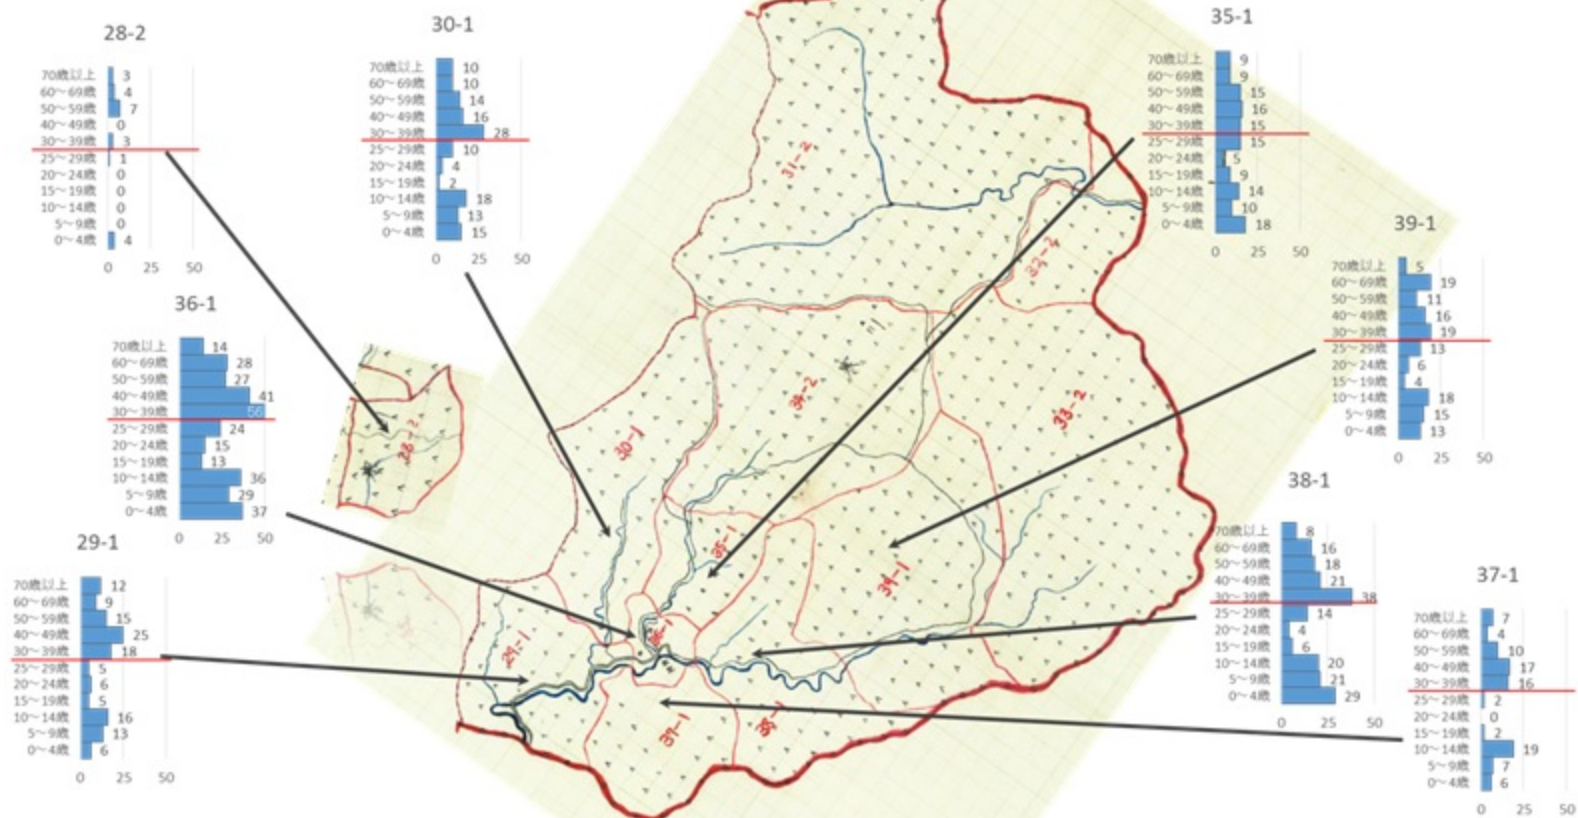 28-2
70歳以上 3
60～69歳 4
50～59歳 7
40～49歳 0
30～39歳 3
25～29歳 1
20～24歳 0
15～19歳 0
10～14歳 0
5～9歳 0
0～4歳 4
0 25 50
30-1
70歳以上 10
60～69歳 10
50～59歳 14
40～49歳 16
30～39歳 28
25～29歳 10
20～24歳 4
15～19歳 2
10～14歳 18
5～9歳 13
0～4歳 15
0 25 50
35-1
70歳以上 9
60～69歳 9
50～59歳 15
40～49歳 16
30～39歳 15
25～29歳 15
20～24歳 5
15～19歳 9
10～14歳 14
5～9歳 10
0～4歳 18
0 25 50
39-1
70歳以上 5
60～69歳 19
50～59歳 11
40～49歳 16
30～39歳 19
25～29歳 13
20～24歳 6
15～19歳 4
10～14歳 18
5～9歳 15
0～4歳 13
0 25 50
36-1
70歳以上 14
60～69歳 28
50～59歳 27
40～49歳 41
30～39歳 56
25～29歳 24
20～24歳 15
15～19歳 13
10～14歳 36
5～9歳 29
0～4歳 37
0 25 50
29-1
70歳以上 12
60～69歳 9
50～59歳 15
40～49歳 25
30～39歳 18
25～29歳 5
20～24歳 6
15～19歳 5
10～14歳 16
5～9歳 13
0～4歳 6
0 25 50
38-1
70歳以上 8
60～69歳 16
50～59歳 18
40～49歳 21
30～39歳 38
25～29歳 14
20～24歳 4
15～19歳 6
10～14歳 20
5～9歳 21
0～4歳 29
0 25 50
37-1
70歳以上 7
60～69歳 4
50～59歳 10
40～49歳 17
30～39歳 16
25～29歳 2
20～24歳 0
15～19歳 2
10～14歳 19
5～9歳 7
0～4歳 6
0 25 50
31-2
32-2
34-2
33-2
30-1
28-2
35-1
39-1
36-1
29-1
37-1
38-1